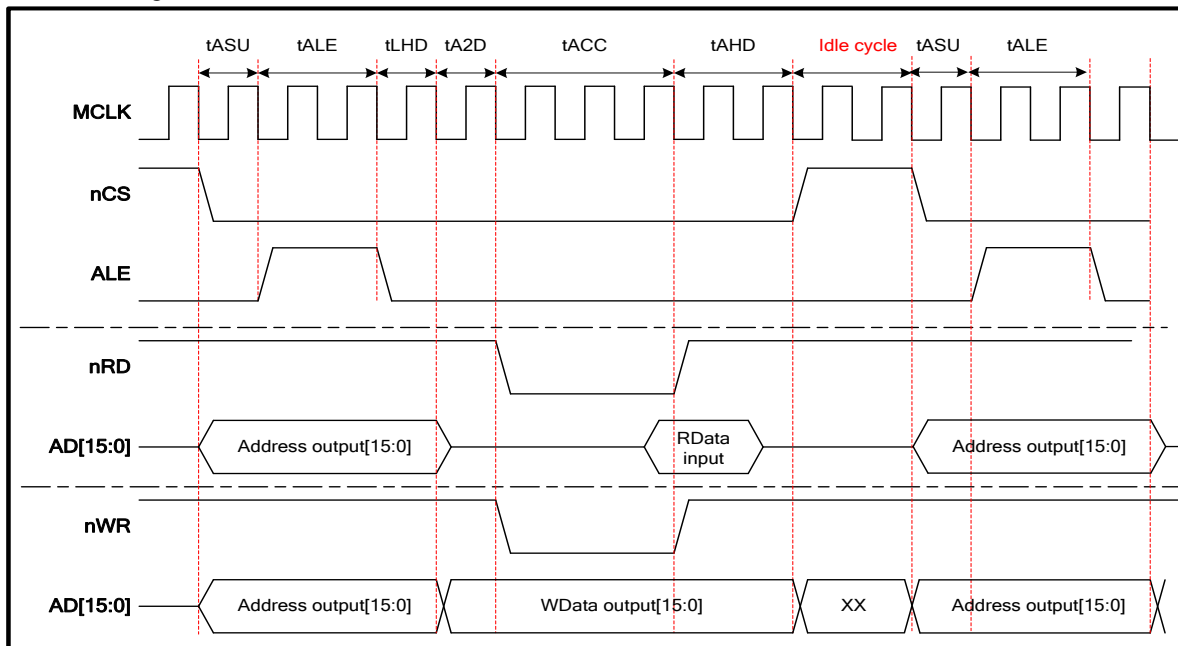 tASU tALE tLHD tA2D tACC tAHD Idle cycle tASU tALE
MCLK
nCS
ALE
nRD
AD[15:0] Address output[15:0] RData input Address output[15:0]
nWR
AD[15:0] Address output[15:0] WData output[15:0] XX Address output[15:0]